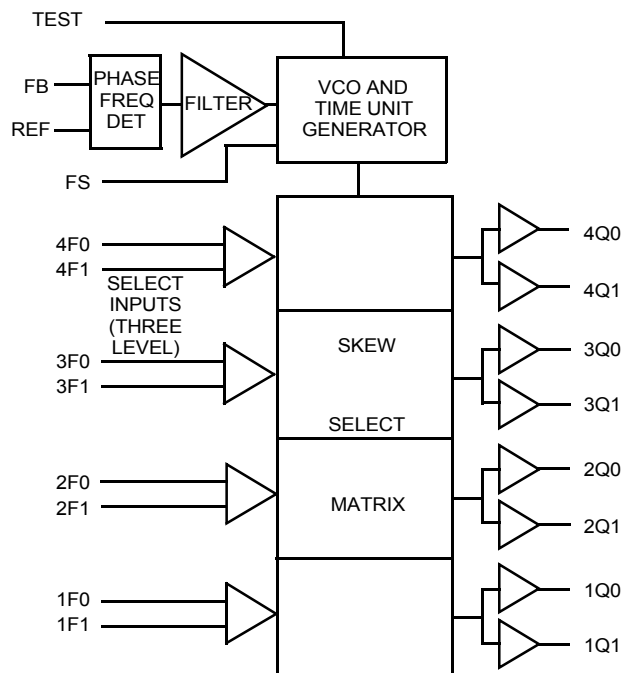 TEST
FB
REF
PHASE
FREQ
DET
FILTER
VCO AND
TIME UNIT
GENERATOR
FS
4F0
4F1
SELECT
INPUTS
(THREE
LEVEL)
3F0
3F1
2F0
2F1
1F0
1F1
SKEW
SELECT
MATRIX
4Q0
4Q1
3Q0
3Q1
2Q0
2Q1
1Q0
1Q1